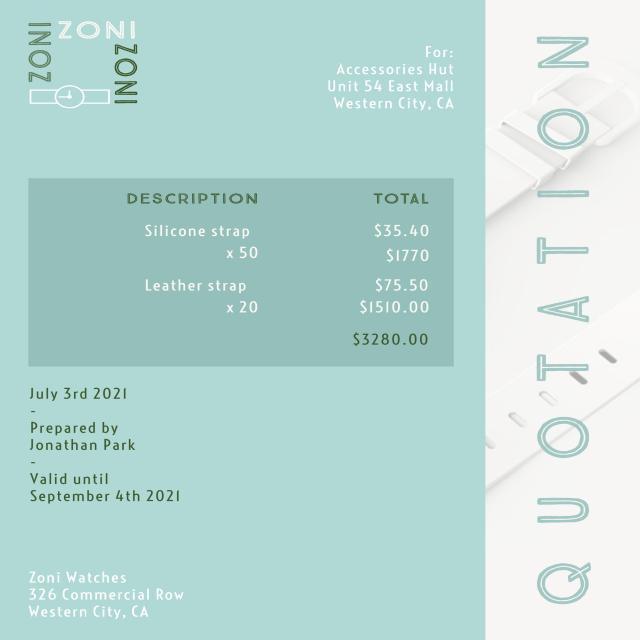 ZONI
ZONI
ZONI
For:
Accessories Hut
Unit 54 East Mall
Western City, CA
DESCRIPTION TOTAL
Silicone strap $35.40
x 50 $1770
Leather strap $75.50
x 20 $1510.00
$3280.00
July 3rd 2021
-
Prepared by
Jonathan Park
-
Valid until
September 4th 2021
Zoni Watches
326 Commercial Row
Western City, CA
QUOTATION